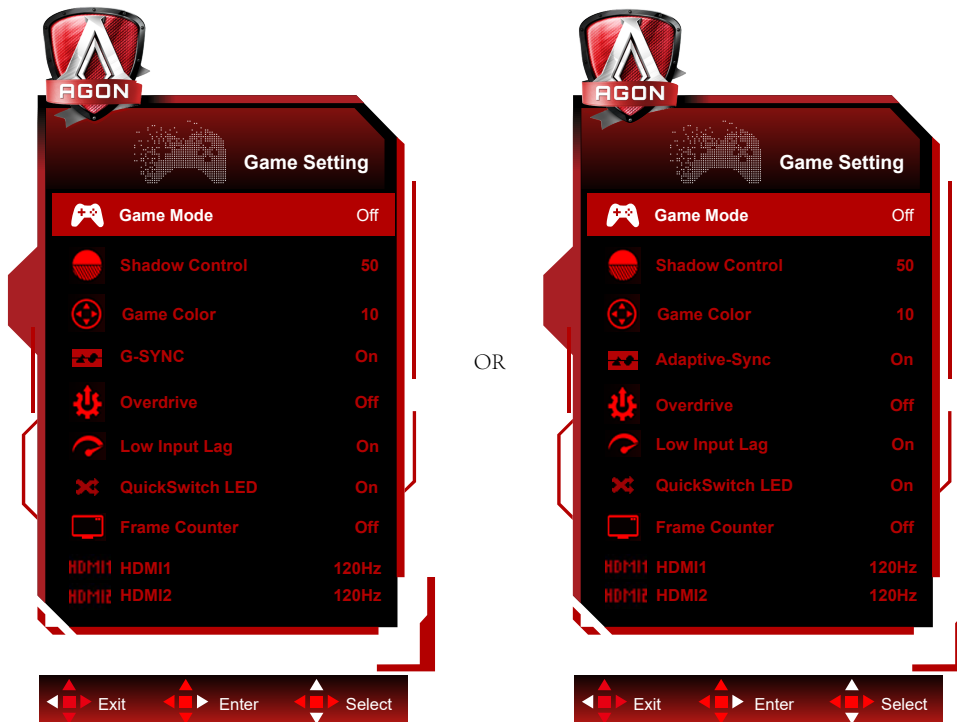 AGON
Game Setting
Game Mode Off
Shadow Control 50
Game Color 10
G-SYNC On
Overdrive Off
Low Input Lag On
QuickSwitch LED On
Frame Counter Off
HDMI1 HDMI1 120Hz
HDMI2 HDMI2 120Hz
Exit Enter Select
OR
AGON
Game Setting
Game Mode Off
Shadow Control 50
Game Color 10
Adaptive-Sync On
Overdrive Off
Low Input Lag On
QuickSwitch LED On
Frame Counter Off
HDMI1 HDMI1 120Hz
HDMI2 HDMI2 120Hz
Exit Enter Select